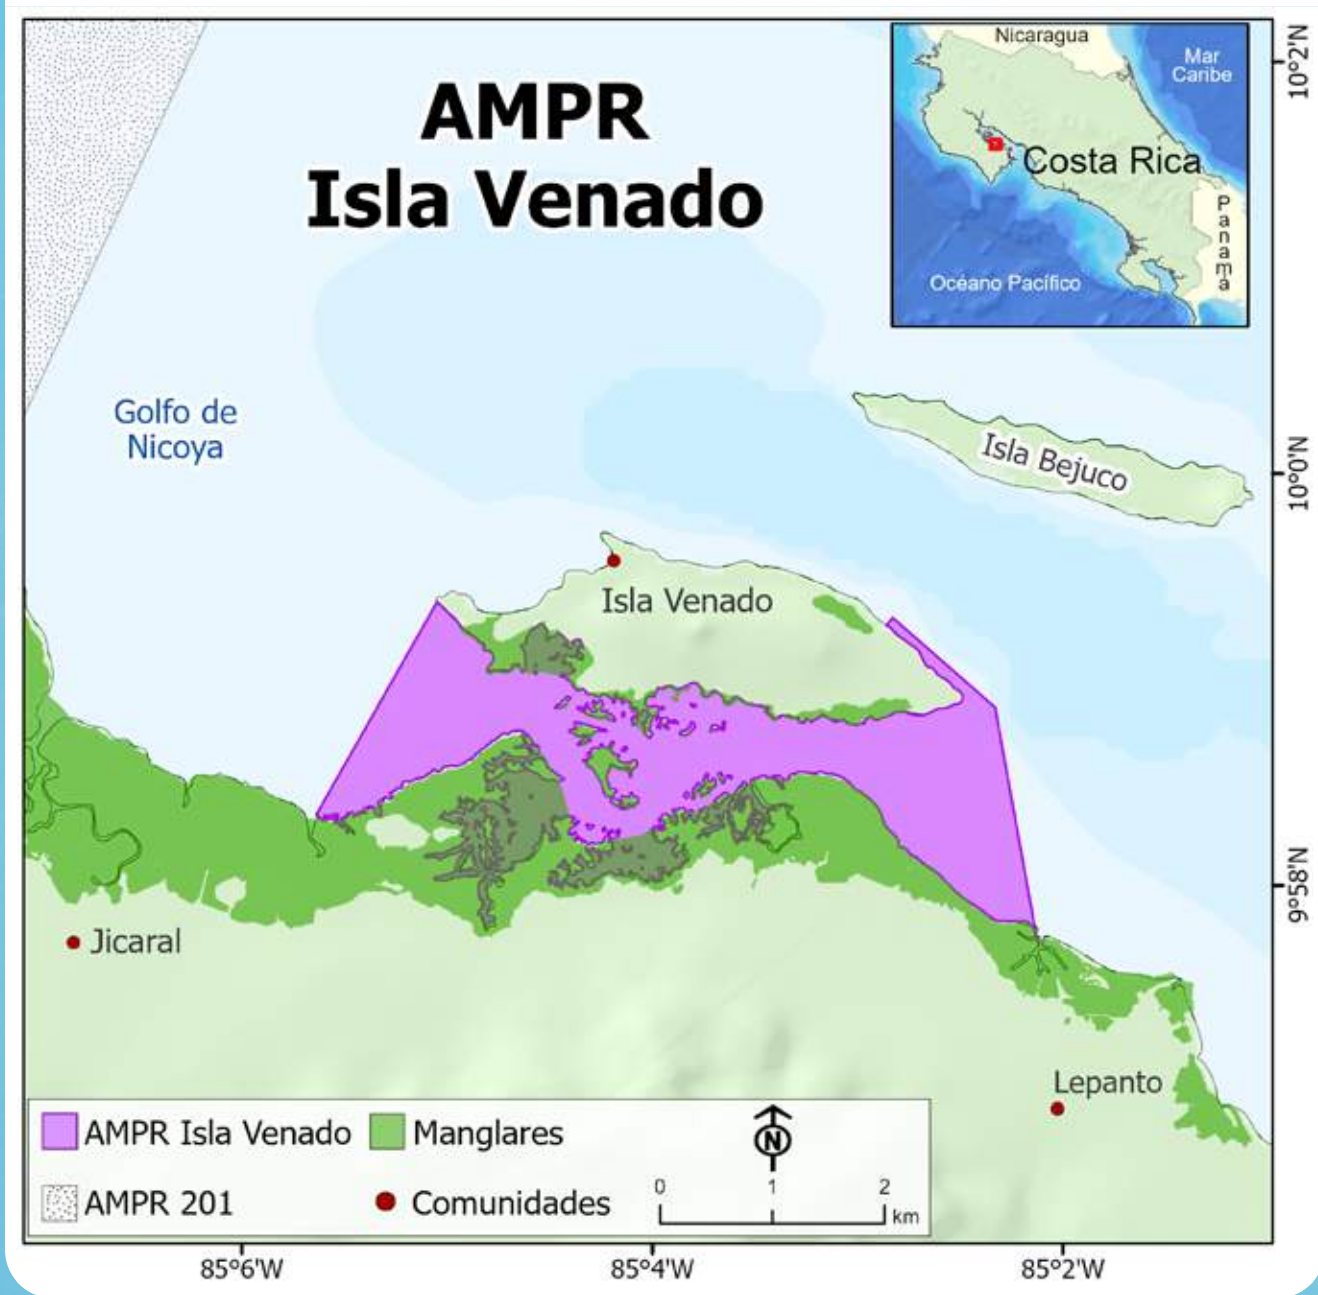 AMPR
Isla Venado
Nicaragua
Mar
Caribe
Costa Rica
Panamá
Océano Pacífico
10°2'N
Golfo de
Nicoya
Isla Bejuco
10°0'N
Isla Venado
9°58'N
Jicaral
Lepanto
AMPR Isla Venado
Manglares
AMPR 201
Comunidades
N
0 1 2
km
85°6'W
85°4'W
85°2'W